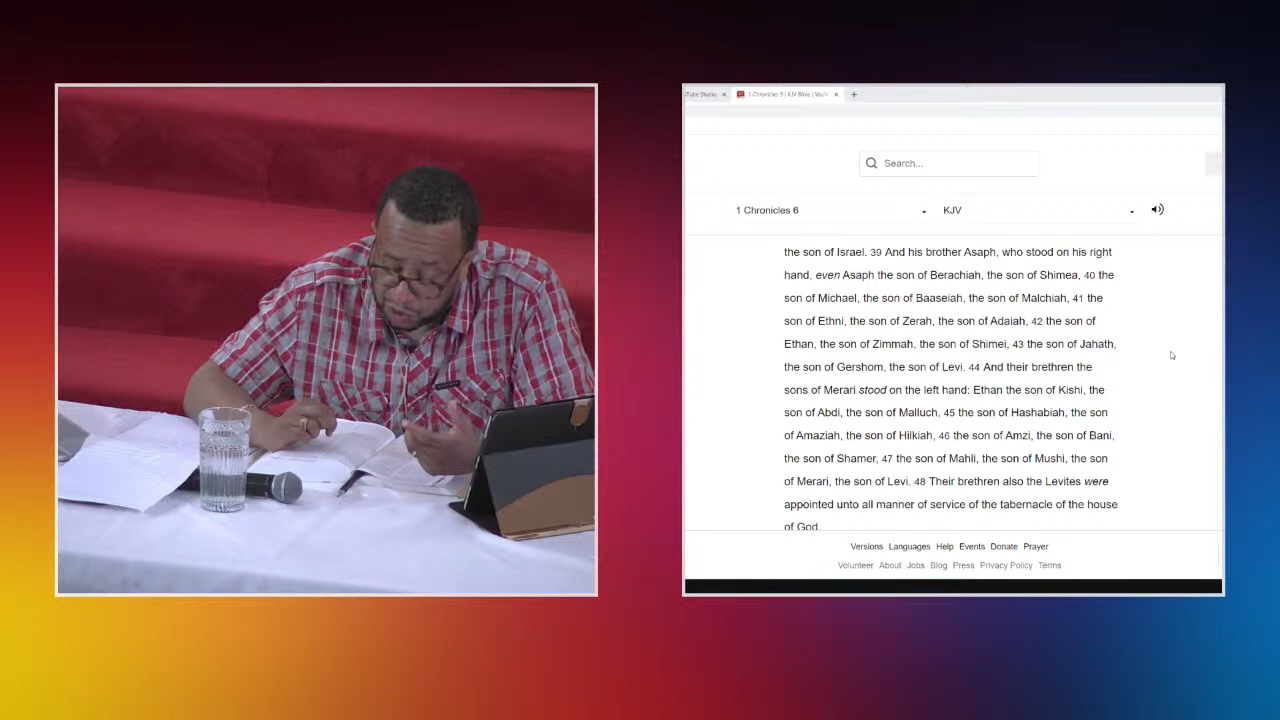 Tube Studio
1 Chronicles 6 | KJV Bible | YouV
Search...
1 Chronicles 6
KJV
the son of Israel. 39 And his brother Asaph, who stood on his right
hand, even Asaph the son of Berachiah, the son of Shimea, 40 the
son of Michael, the son of Baaseiah, the son of Malchiah, 41 the
son of Ethni, the son of Zerah, the son of Adaiah, 42 the son of
Ethan, the son of Zimmah, the son of Shimei, 43 the son of Jahath,
the son of Gershom, the son of Levi. 44 And their brethren the
sons of Merari stood on the left hand: Ethan the son of Kishi, the
son of Abdi, the son of Malluch, 45 the son of Hashabiah, the son
of Amaziah, the son of Hilkiah, 46 the son of Amzi, the son of Bani,
the son of Shamer, 47 the son of Mahli, the son of Mushi, the son
of Merari, the son of Levi. 48 Their brethren also the Levites were
appointed unto all manner of service of the tabernacle of the house
of God
Versions Languages Help Events Donate Prayer
Volunteer About Jobs Blog Press Privacy Policy Terms